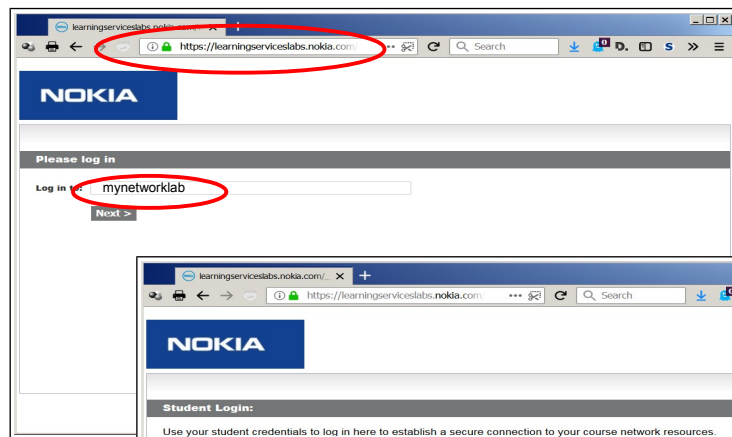 learningserviceslabs.nokia.com/
https://learningserviceslabs.nokia.com/
Search
0
D.
S
NOKIA
Please log in
Log in to:
mynetworklab
Next >
learningserviceslabs.nokia.com/_
https://learningserviceslabs.nokia.com
Search
NOKIA
Student Login:
Use your student credentials to log in here to establish a secure connection to your course network resources.